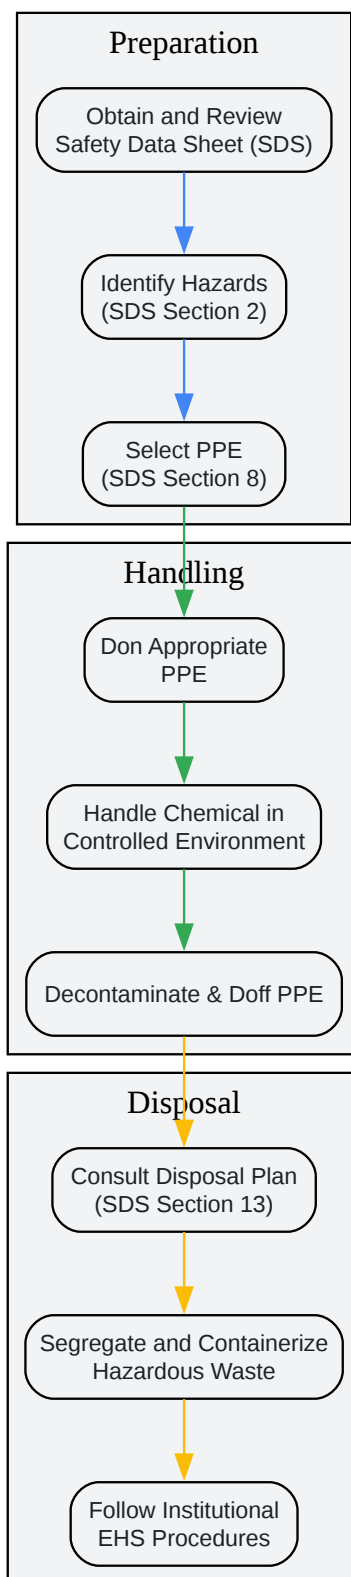 Preparation
Obtain and Review
Safety Data Sheet (SDS)
Identify Hazards
(SDS Section 2)
Select PPE
(SDS Section 8)
Handling
Don Appropriate
PPE
Handle Chemical in
Controlled Environment
Decontaminate & Doff PPE
Disposal
Consult Disposal Plan
(SDS Section 13)
Segregate and Containerize
Hazardous Waste
Follow Institutional
EHS Procedures